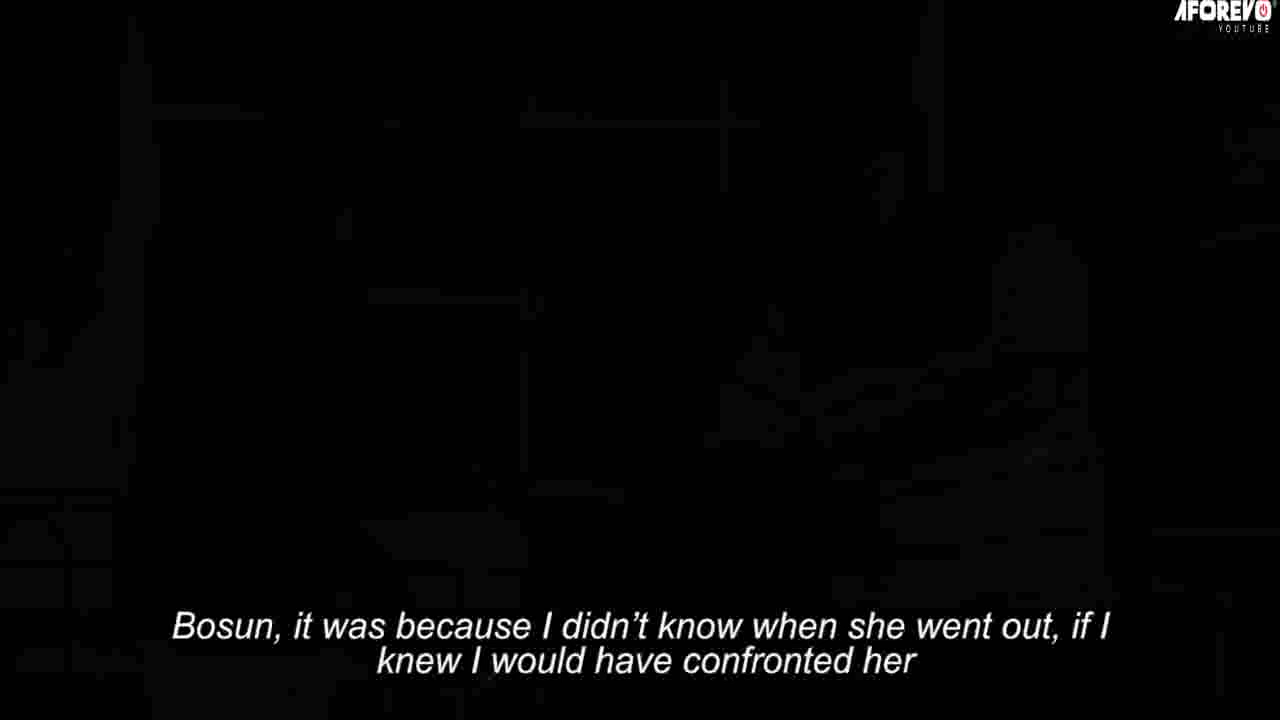 AFOREVO
YOUTUBE
Bosun, it was because I didn't know when she went out, if I
knew I would have confronted her